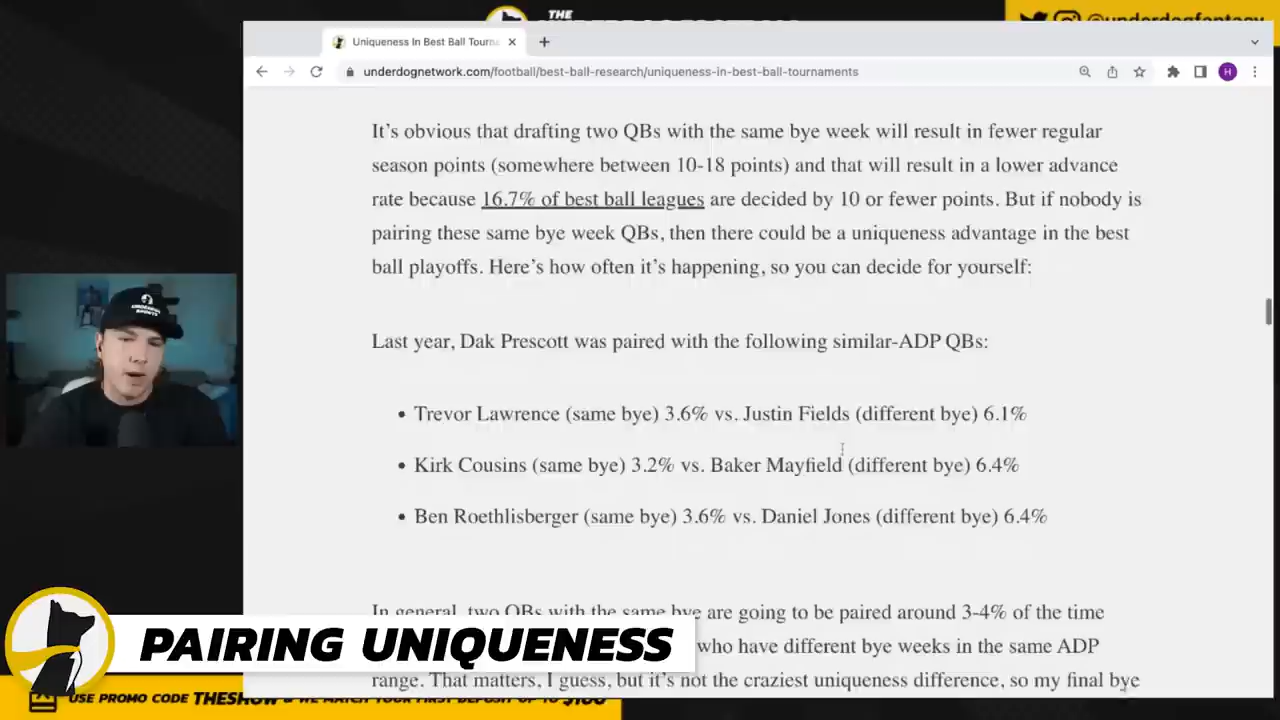 THE
@underdogfantasy
Uniqueness In Best Ball Tourna
underdognetwork.com/football/best-ball-research/uniqueness-in-best-ball-tournaments
H
It's obvious that drafting two QBs with the same bye week will result in fewer regular
season points (somewhere between 10-18 points) and that will result in a lower advance
rate because 16.7% of best ball leagues are decided by 10 or fewer points. But if nobody is
pairing these same bye week QBs, then there could be a uniqueness advantage in the best
ball playoffs. Here's how often it's happening, so you can decide for yourself:
Last year, Dak Prescott was paired with the following similar-ADP QBs:
• Trevor Lawrence (same bye) 3.6% vs. Justin Fields (different bye) 6.1%
• Kirk Cousins (same bye) 3.2% vs. Baker Mayfield (different bye) 6.4%
• Ben Roethlisberger (same bye) 3.6% vs. Daniel Jones (different bye) 6.4%
In general, two QBs with the same bye are going to be paired around 3-4% of the time
who have different bye weeks in the same ADP
range. That matters, I guess, but it's not the craziest uniqueness difference, so my final bye
PAIRING UNIQUENESS
USE PROMO CODE THESHOW & WE MATCH YOUR FIRST DEPOSIT UP TO $100